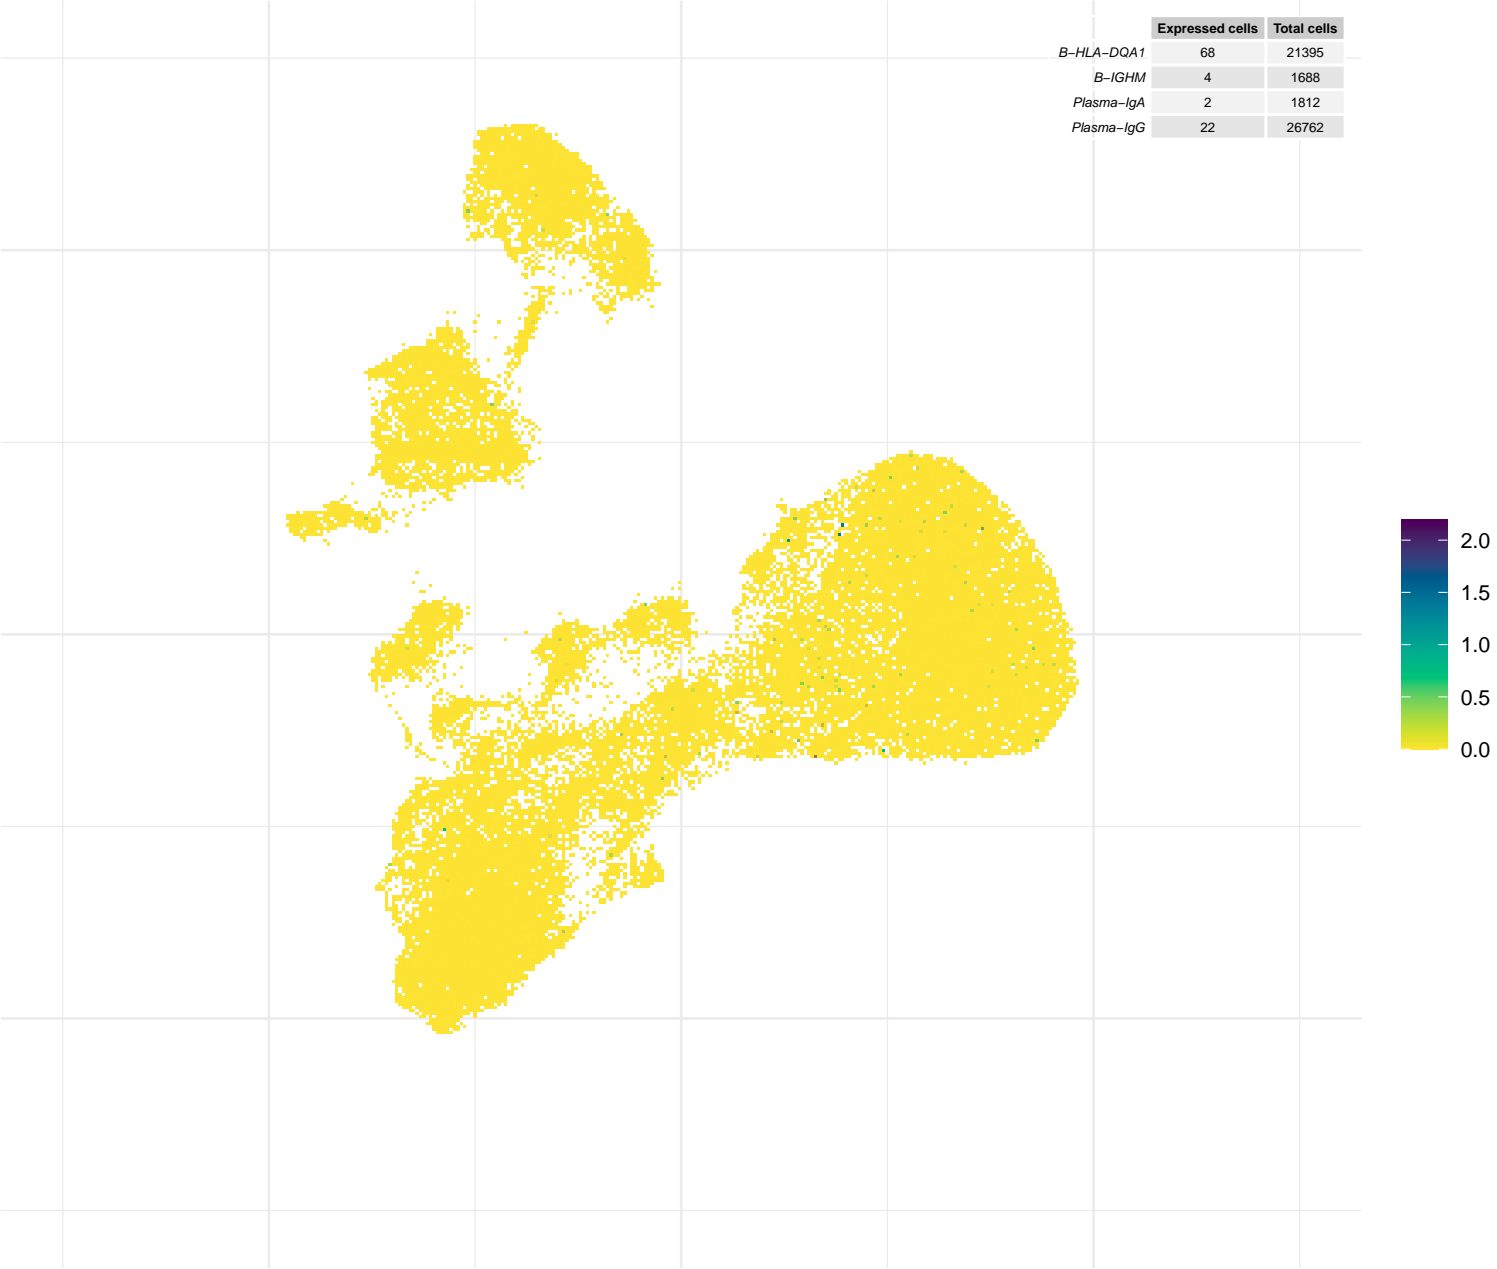 Expressed cells Total cells
B−HLA−DQA1 68 21395
B−IGHM 4 1688
Plasma−IgA 2 1812
Plasma−IgG 22 26762
2.0
1.5
1.0
0.5
0.0